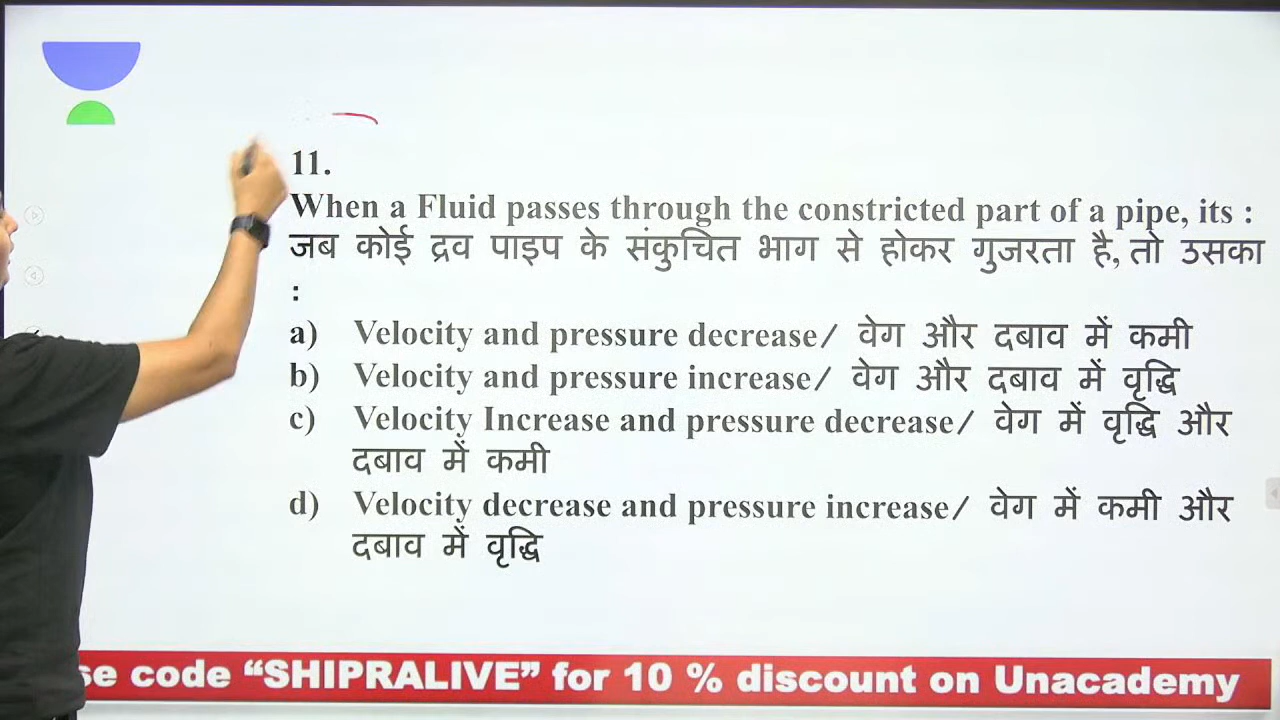 11.
When a Fluid passes through the constricted part of a pipe, its :
जब कोई द्रव पाइप के संकुचित भाग से होकर गुजरता है, तो उसका
:
a) Velocity and pressure decrease/ वेग और दबाव में कमी
b) Velocity and pressure increase/ वेग और दबाव में वृद्धि
c) Velocity Increase and pressure decrease/ वेग में वृद्धि और
दबाव में कमी
d) Velocity decrease and pressure increase/ वेग में कमी और
दबाव में वृद्धि
se code “SHIPRALIVE” for 10 % discount on Unacademy